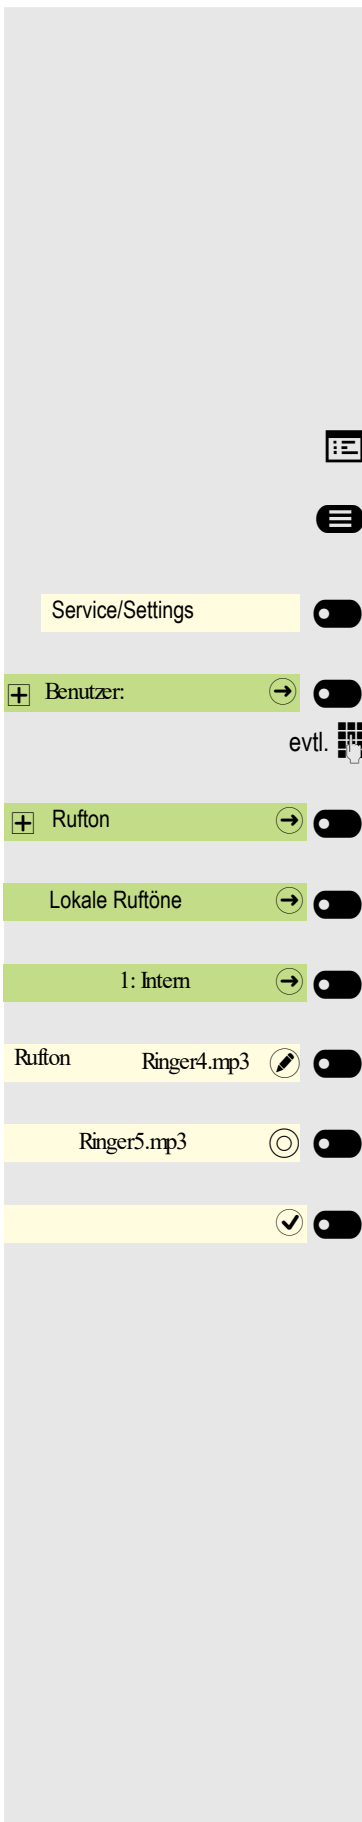 Service/Settings
Benutzer:
evtl.
Rufton
Lokale Ruftöne
1: Intern
Rufton Ringer4.mp3
Ringer5.mp3